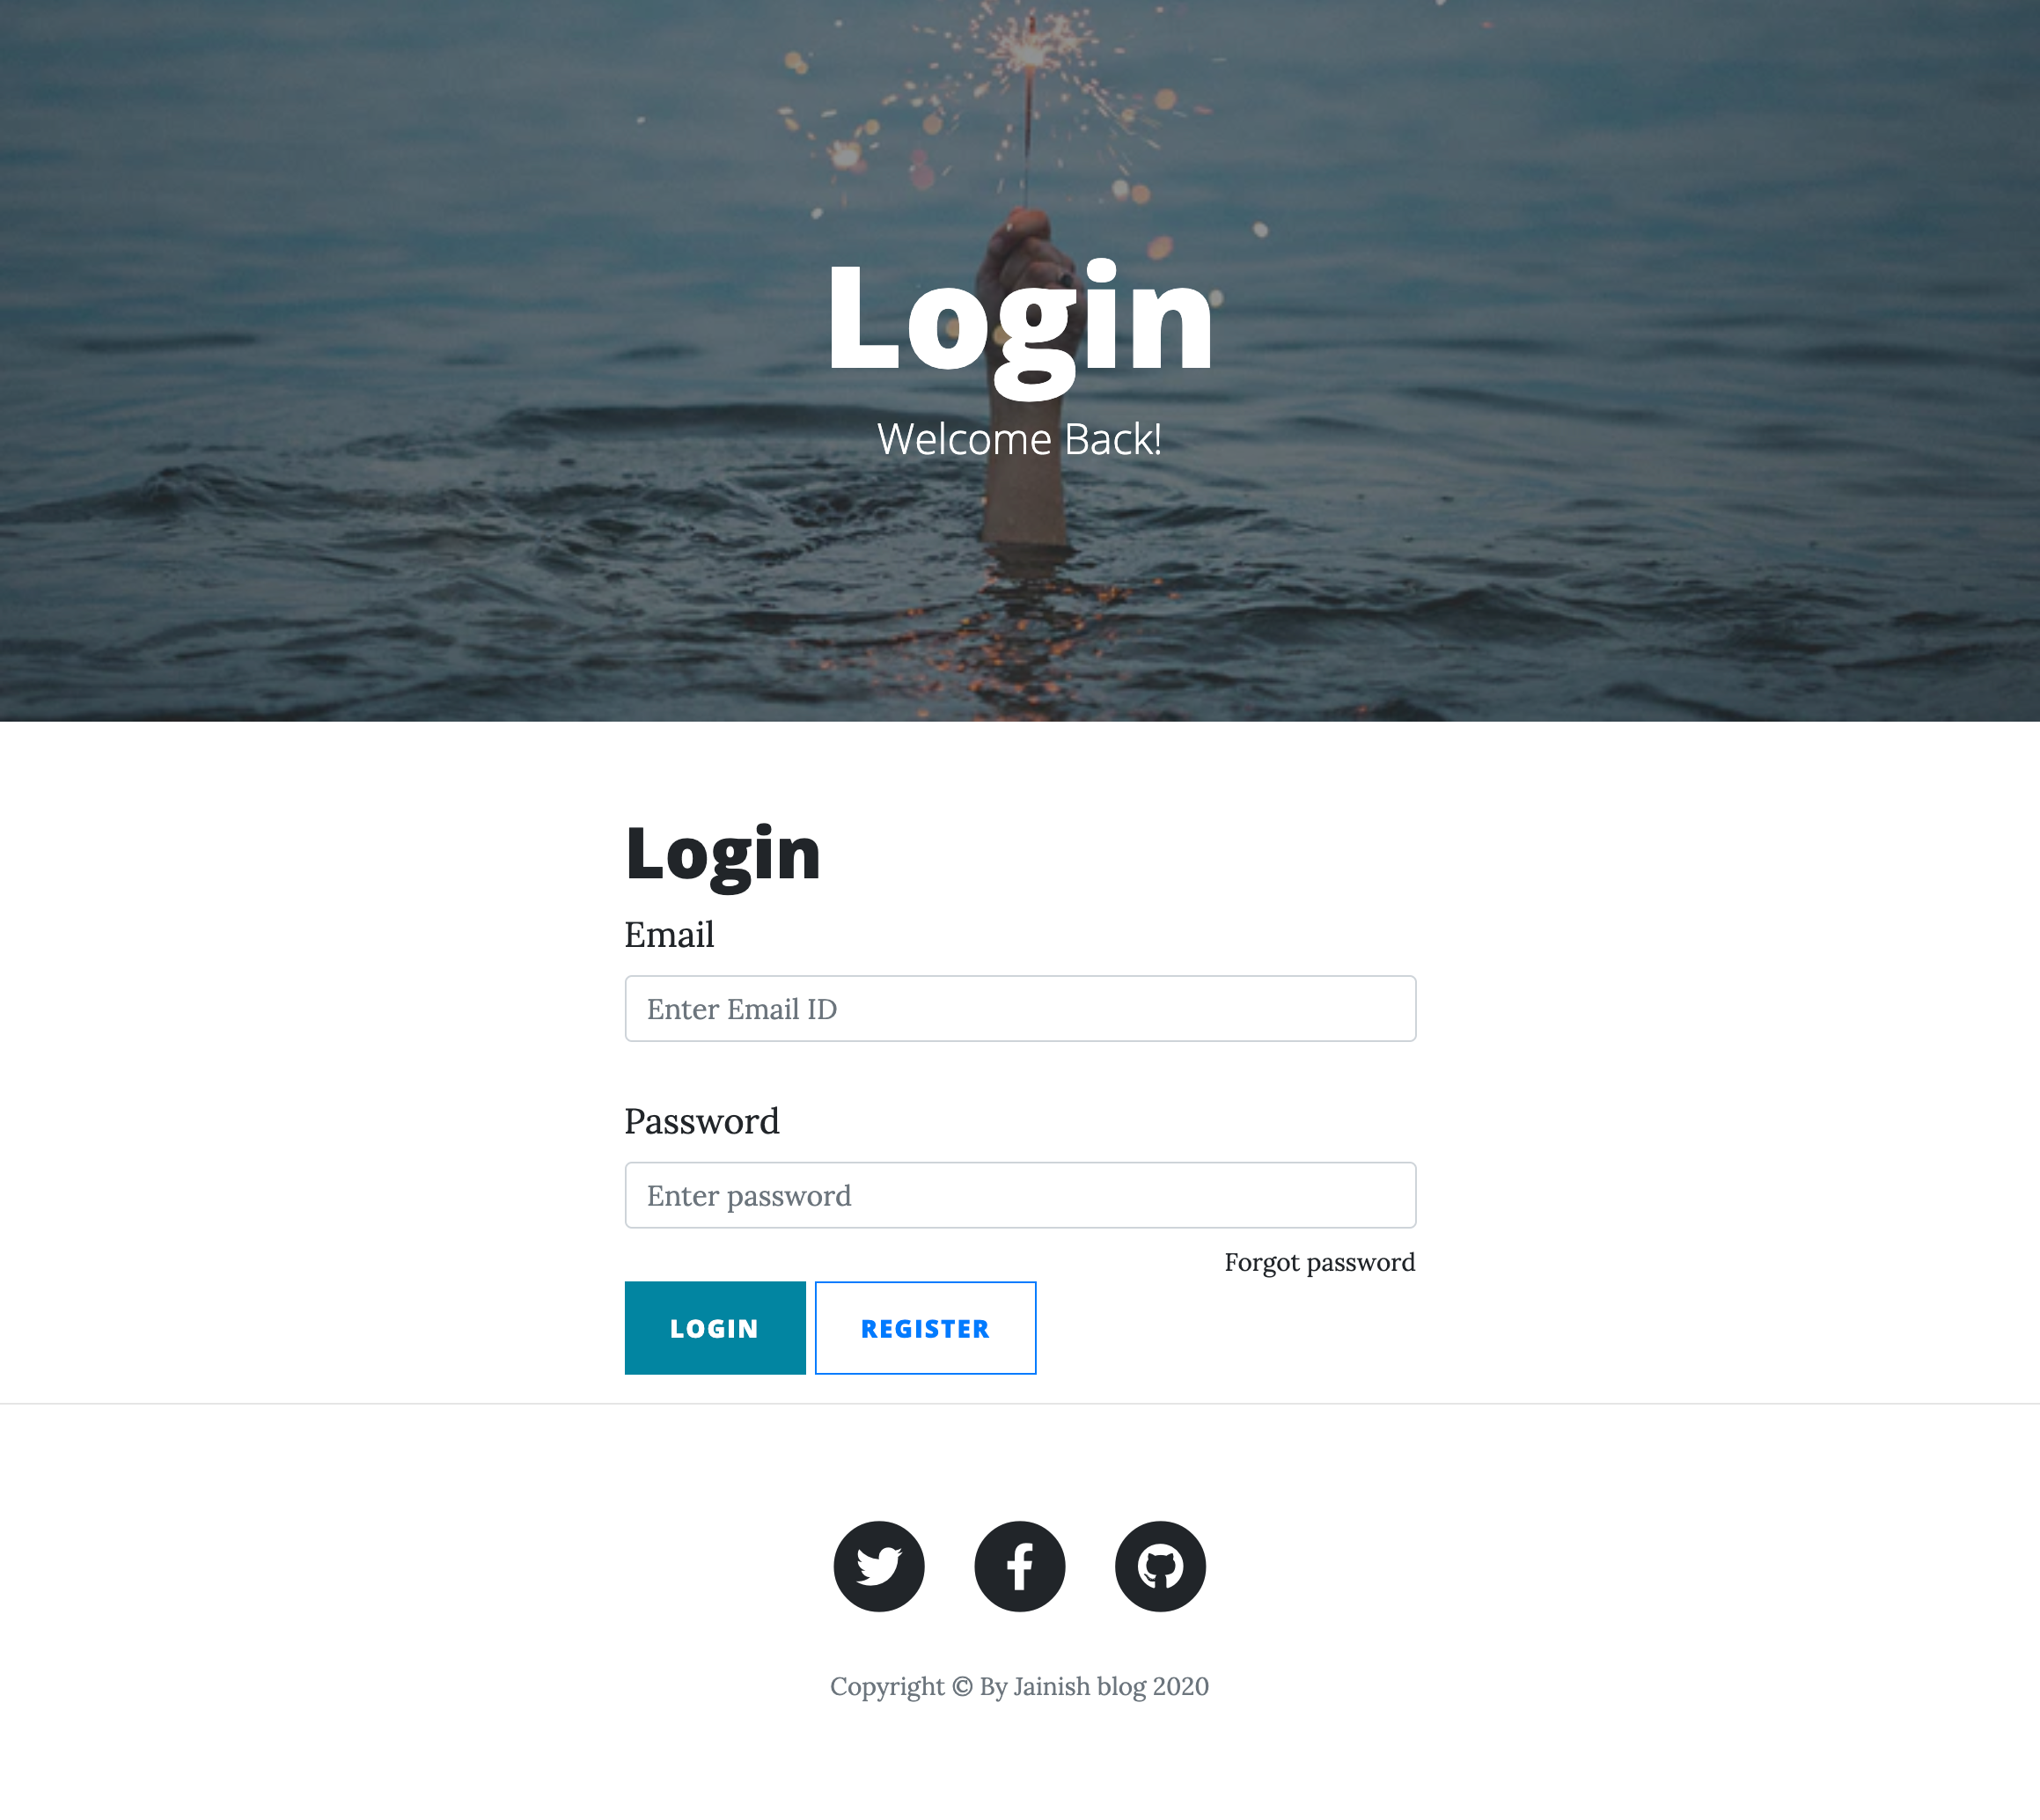 Login
Welcome Back!
Login
Email
Enter Email ID
Password
Enter password
Forgot password
LOGIN REGISTER
Copyright © By Jainish blog 2020